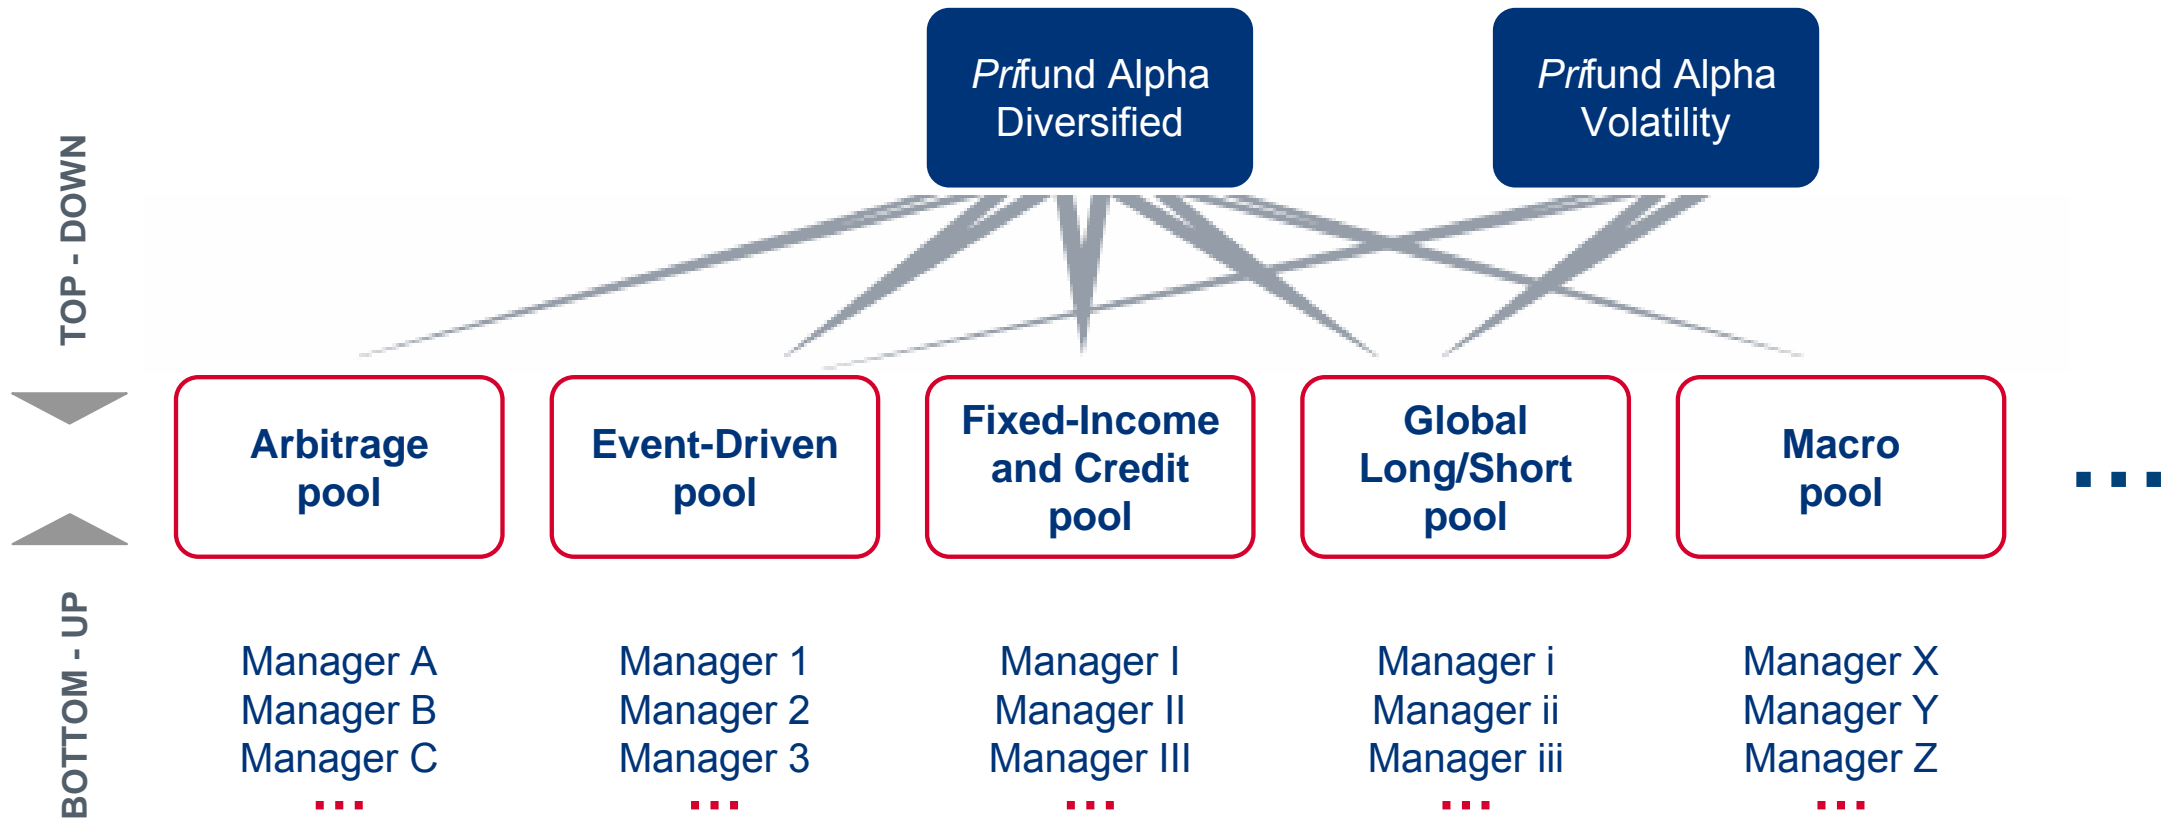 Prifund Alpha
Diversified
Prifund Alpha
Volatility
TOP - DOWN
Arbitrage
pool
Event-Driven
pool
Fixed-Income
and Credit
pool
Global
Long/Short
pool
Macro
pool
...
BOTTOM - UP
Manager A
Manager B
Manager C
...
Manager 1
Manager 2
Manager 3
...
Manager I
Manager II
Manager III
...
Manager i
Manager ii
Manager iii
...
Manager X
Manager Y
Manager Z
...